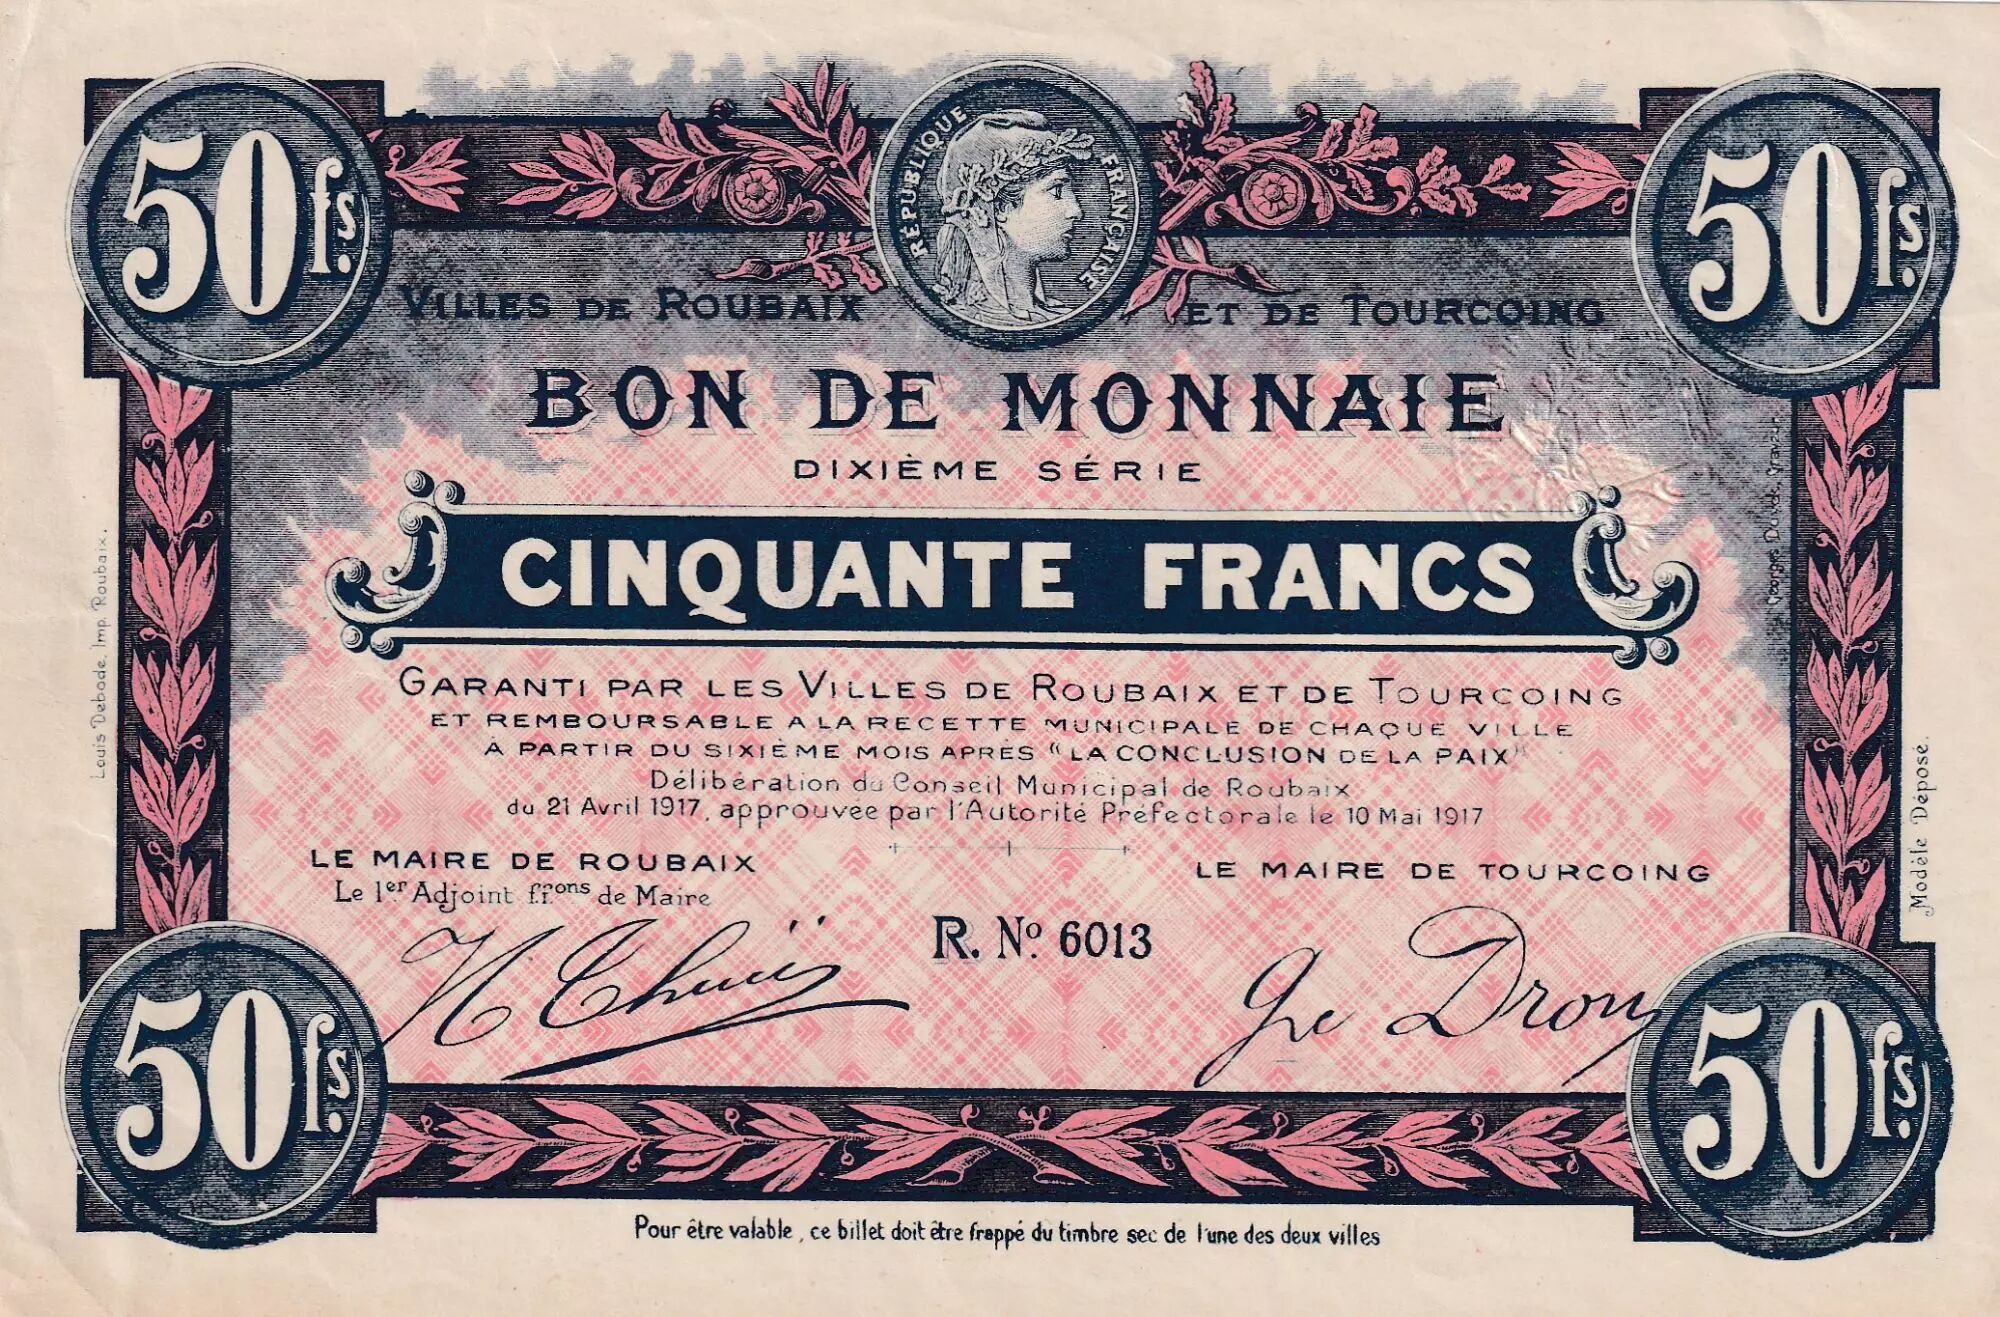 50 fs.
50 fs.
RÉPUBLIQUE FRANÇAISE
VILLES DE ROUBAIX ET DE TOURCOING
BON DE MONNAIE
DIXIÈME SÉRIE
CINQUANTE FRANCS
GARANTI PAR LES VILLES DE ROUBAIX ET DE TOURCOING
ET REMBOURSABLE A LA RECETTE MUNICIPALE DE CHAQUE VILLE
À PARTIR DU SIXIÈME MOIS APRÈS "LA CONCLUSION DE LA PAIX"
Délibération du Conseil Municipal de Roubaix
du 21 Avril 1917, approuvée par l'Autorité Préfectorale le 10 Mai 1917
LE MAIRE DE ROUBAIX
Le 1er Adjoint ff.ons de Maire
LE MAIRE DE TOURCOING
R. No. 6013
50 fs.
50 fs.
Pour être valable, ce billet doit être frappé du timbre sec de l'une des deux villes
Louis Debode. Imp. Roubaix.
Georges Graveur
Modèle Déposé.